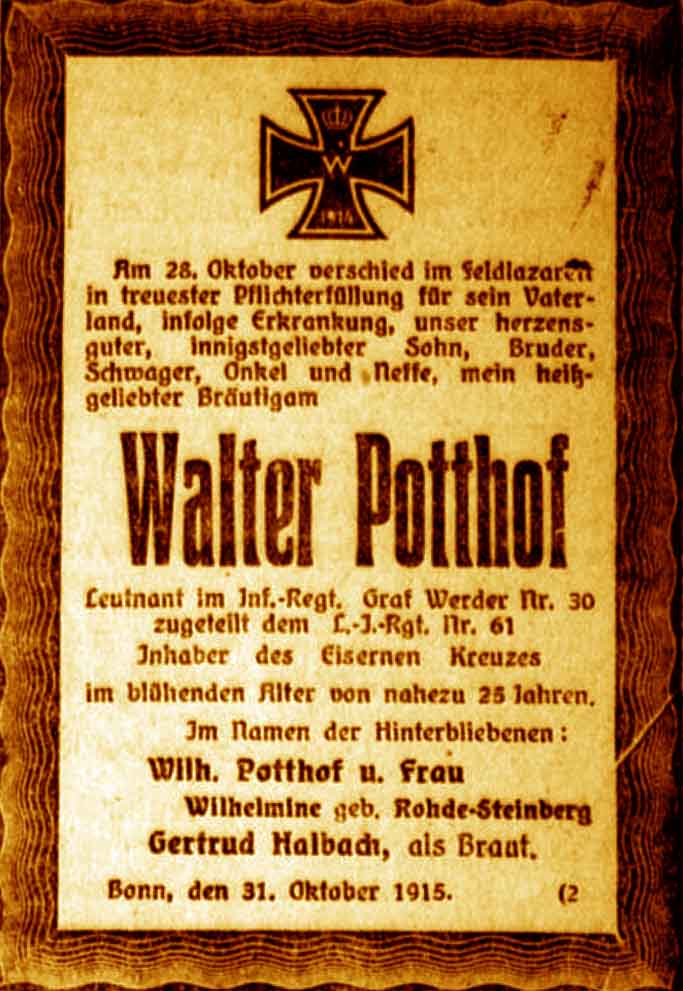 W
1914
Am 28. Oktober verschied im Feldlazarett
in treuester Pflichterfüllung für sein Vater-
land, infolge Erkrankung, unser herzens-
guter, innigstgeliebter Sohn, Bruder,
Schwager, Onkel und Neffe, mein heiß-
geliebter Bräutigam
Walter Potthof
Leutnant im Inf.-Regt. Graf Werder Nr. 30
zugeteilt dem L.-I.-Rgt. Nr. 61
Inhaber des Eisernen Kreuzes
im blühenden Alter von nahezu 25 Jahren.
Im Namen der Hinterbliebenen:
Wilh. Potthof u. Frau
Wilhelmine geb. Rohde-Steinberg
Gertrud Halbach, als Braut.
Bonn, den 31. Oktober 1915. (2